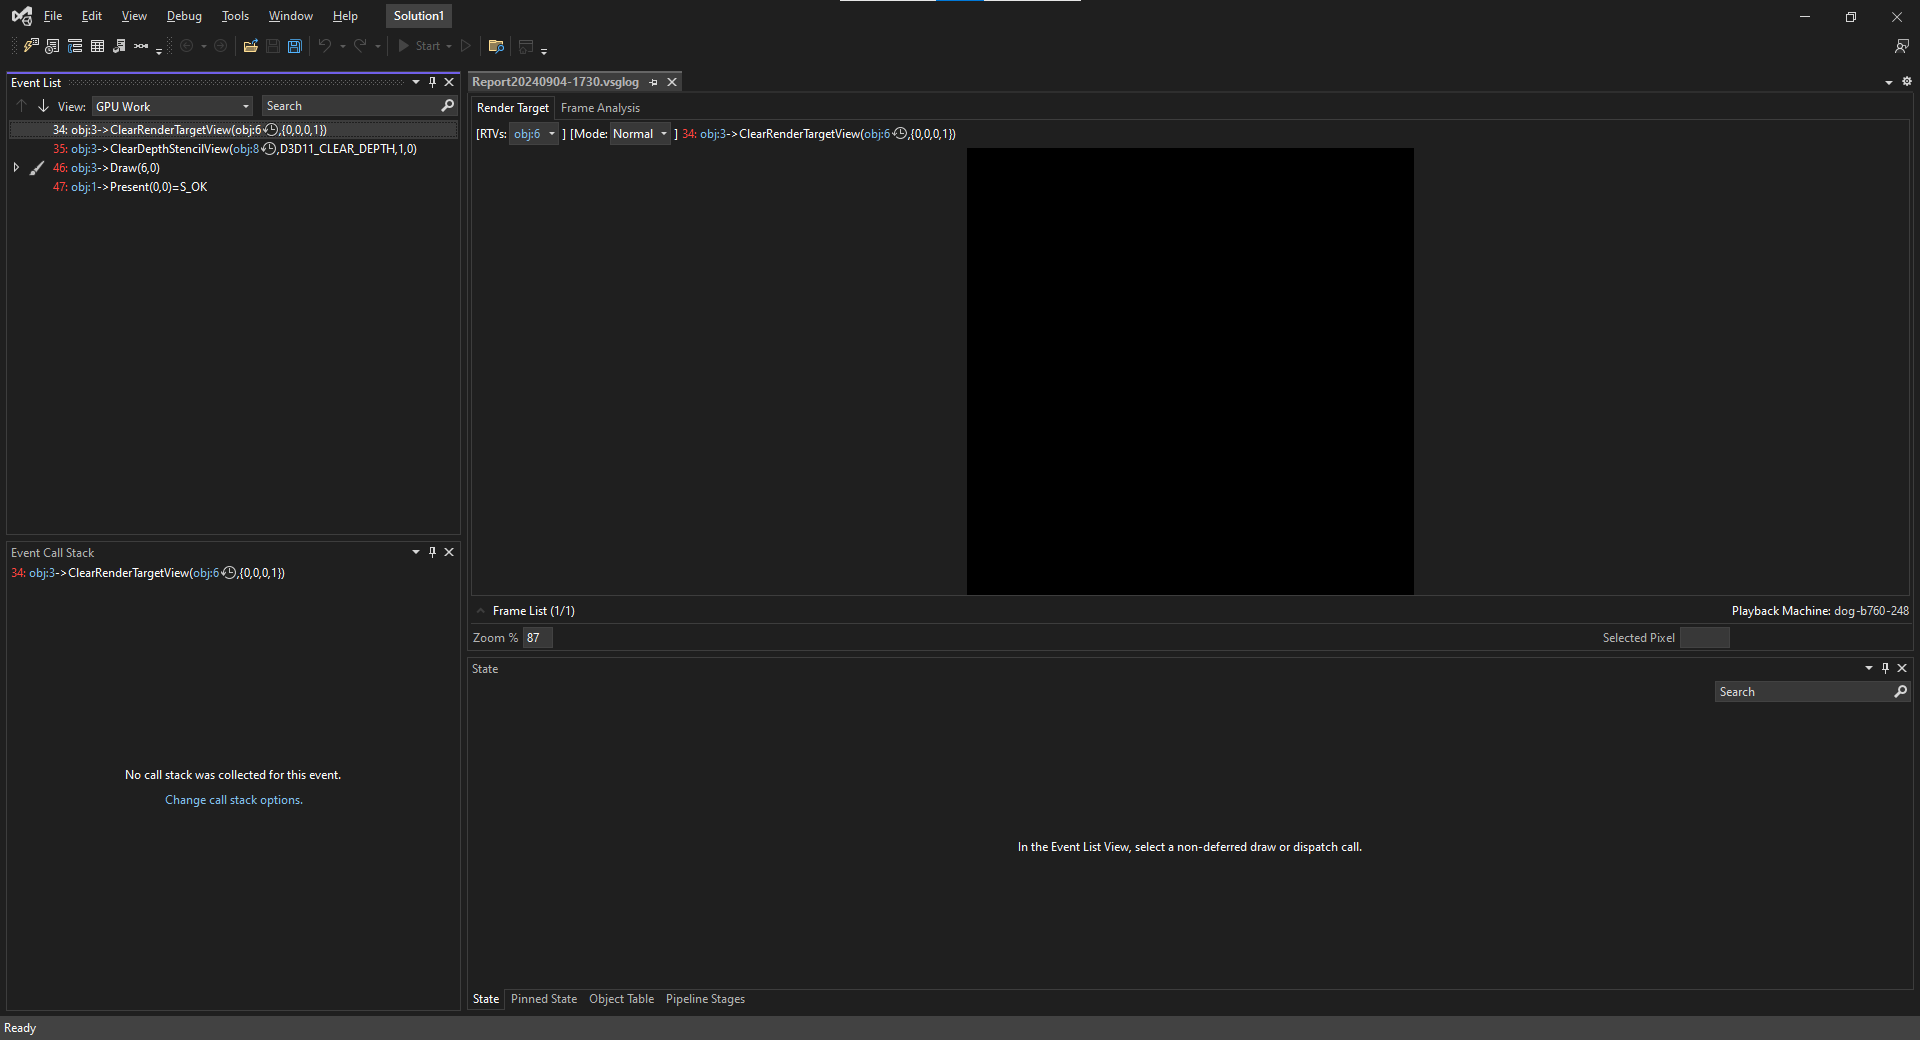 File Edit View Debug Tools Window Help Solution1
Start
Event List
View: GPU Work Search
34: obj:3->ClearRenderTargetView(obj:6,{0,0,0,1})
35: obj:3->ClearDepthStencilView(obj:8,D3D11_CLEAR_DEPTH,1,0)
46: obj:3->Draw(6,0)
47: obj:1->Present(0,0)=S_OK
Event Call Stack
34: obj:3->ClearRenderTargetView(obj:6,{0,0,0,1})
No call stack was collected for this event.
Change call stack options.
Report20240904-1730.vsglog
Render Target Frame Analysis
[RTVs: obj:6 ] [Mode: Normal ] 34: obj:3->ClearRenderTargetView(obj:6,{0,0,0,1})
Frame List (1/1) Playback Machine: dog-b760-248
Zoom % 87 Selected Pixel
State
Search
In the Event List View, select a non-deferred draw or dispatch call.
State Pinned State Object Table Pipeline Stages
Ready